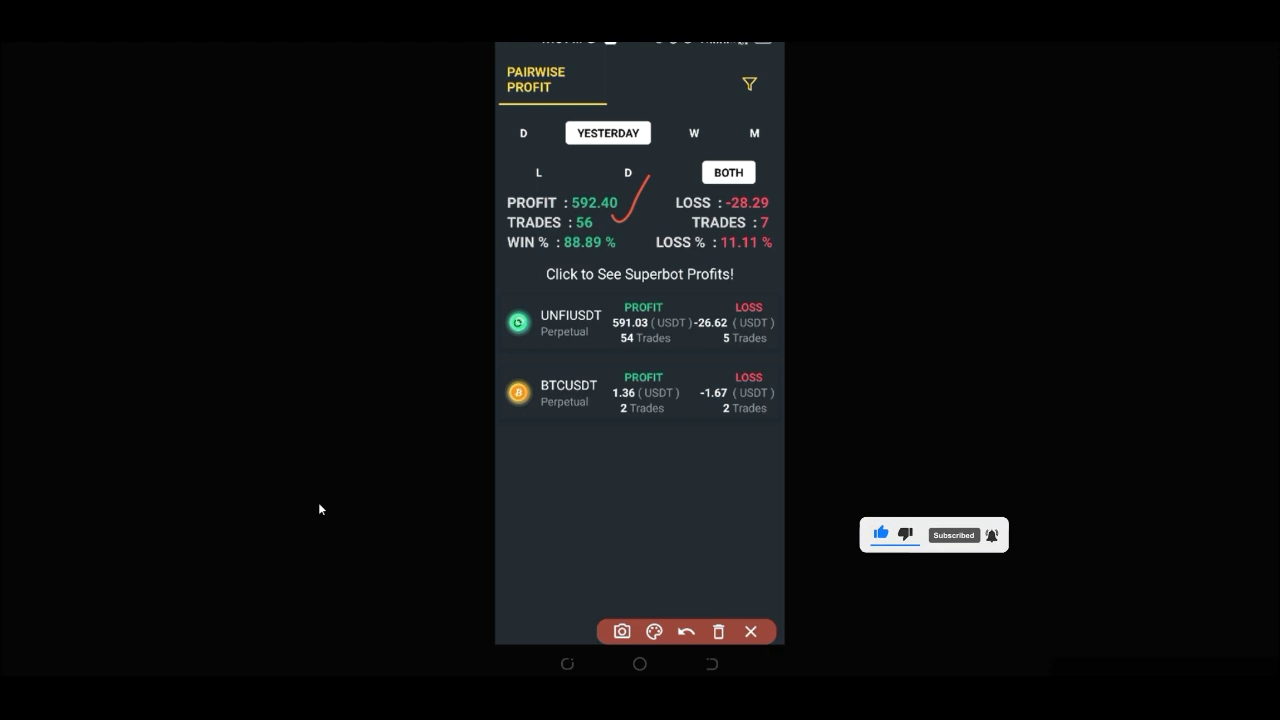 PAIRWISE
PROFIT
D YESTERDAY W M
L D BOTH
PROFIT : 592.40 LOSS : -28.29
TRADES : 56 TRADES : 7
WIN % : 88.89 % LOSS % : 11.11 %
Click to See Superbot Profits!
PROFIT LOSS
UNFIUSDT 591.03 ( USDT ) -26.62 ( USDT )
Perpetual 54 Trades 5 Trades
PROFIT LOSS
BTCUSDT 1.36 ( USDT ) -1.67 ( USDT )
Perpetual 2 Trades 2 Trades
Subscribed